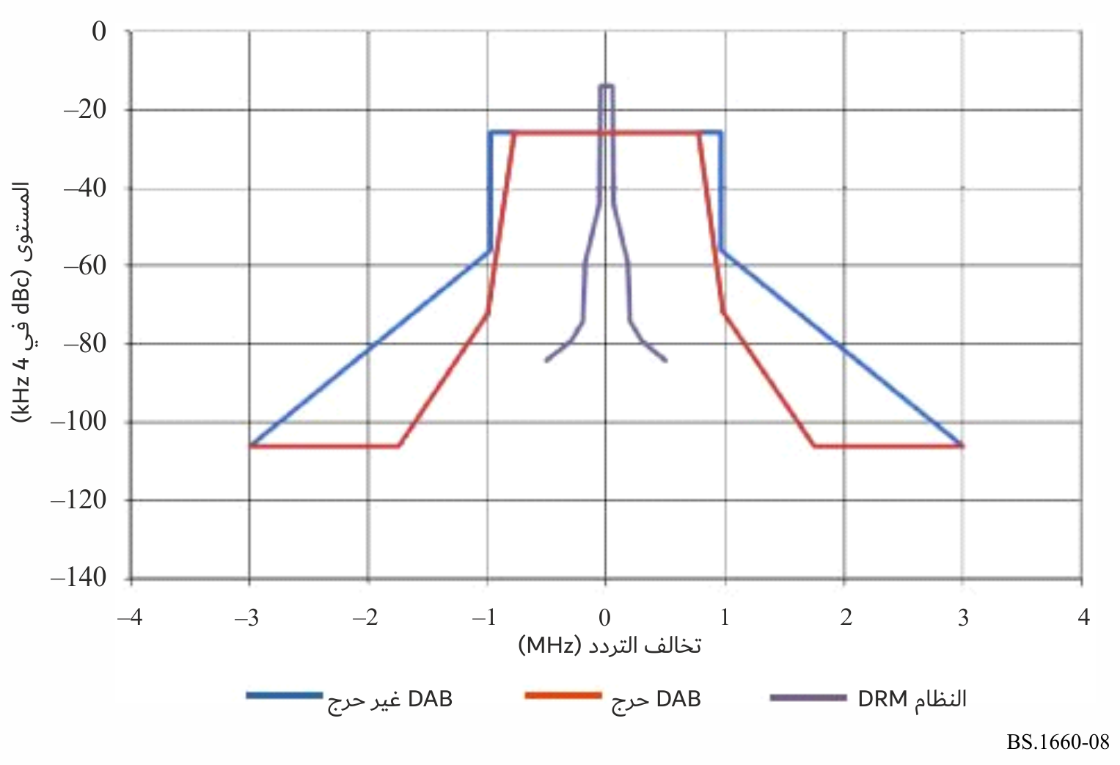 0
–20
–40
–60
–80
–100
–120
–140
المستوى (dBc في 4 kHz)
–4 –3 –2 –1 0 1 2 3 4
تخالف التردد (MHz)
DAB غير حرج
DAB حرج
النظام DRM
BS.1660-08